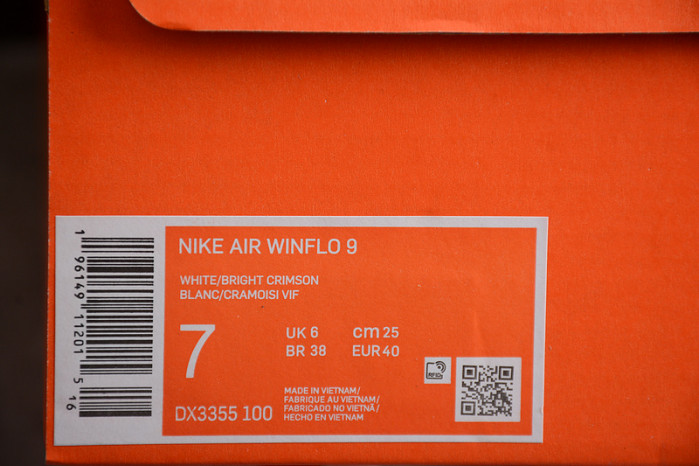 NIKE AIR WINFLO 9
WHITE/BRIGHT CRIMSON
BLANC/CRAMOISI VIF
7
UK 6
cm 25
BR 38
EUR 40
DX3355 100
MADE IN VIETNAM/
FABRIQUE AU VIETNAM/
FABRICADO NO VIETNÃ/
HECHO EN VIETNAM
RFID
1 96149 11201 5 16